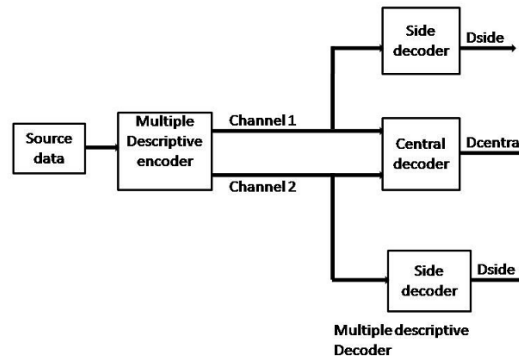 Side
decoder
Dside
Source
data
Multiple
Descriptive
encoder
Channel 1
Channel 2
Central
decoder
Dcentra
Side
decoder
Dside
Multiple descriptive
Decoder